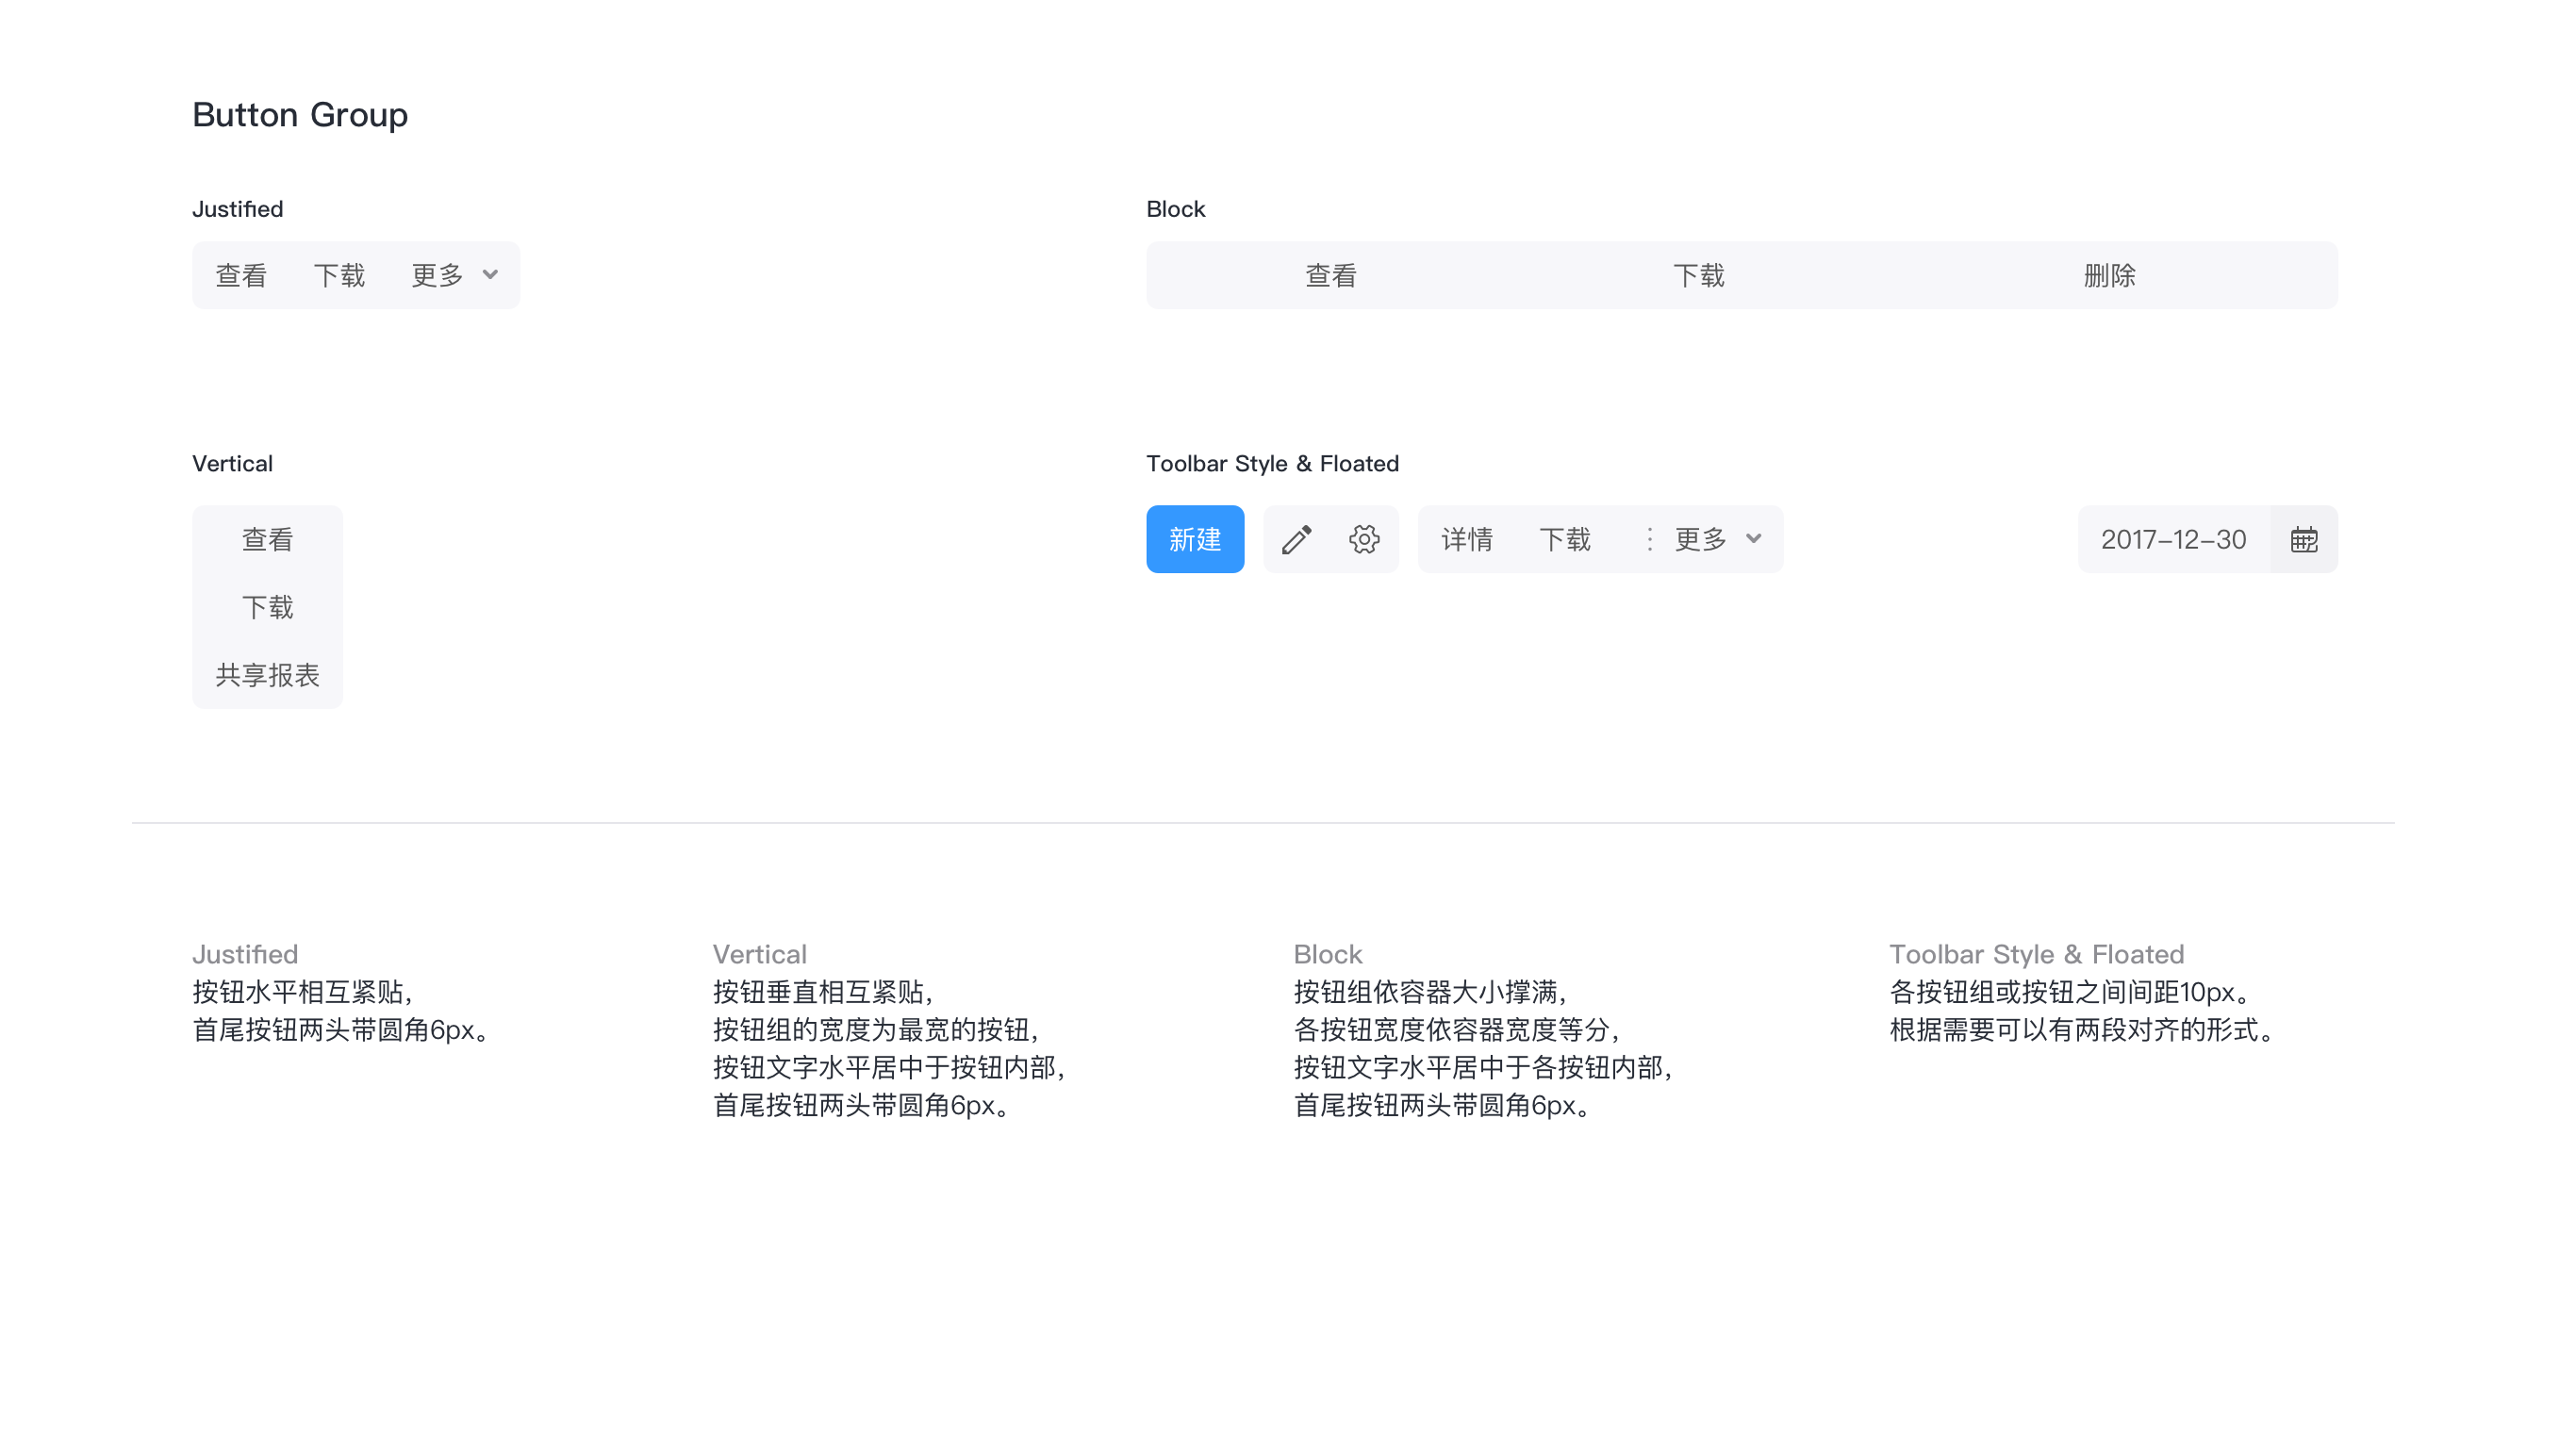 Button Group
Justified
查看 下载 更多
Block
查看 下载 删除
Vertical
查看
下载
共享报表
Toolbar Style & Floated
新建 详情 下载 更多 2017-12-30
Justified
按钮水平相互紧贴,
首尾按钮两头带圆角6px。
Vertical
按钮垂直相互紧贴,
按钮组的宽度为最宽的按钮,
按钮文字水平居中于按钮内部,
首尾按钮两头带圆角6px。
Block
按钮组依容器大小撑满,
各按钮宽度依容器宽度等分,
按钮文字水平居中于各按钮内部,
首尾按钮两头带圆角6px。
Toolbar Style & Floated
各按钮组或按钮之间间距10px。
根据需要可以有两段对齐的形式。